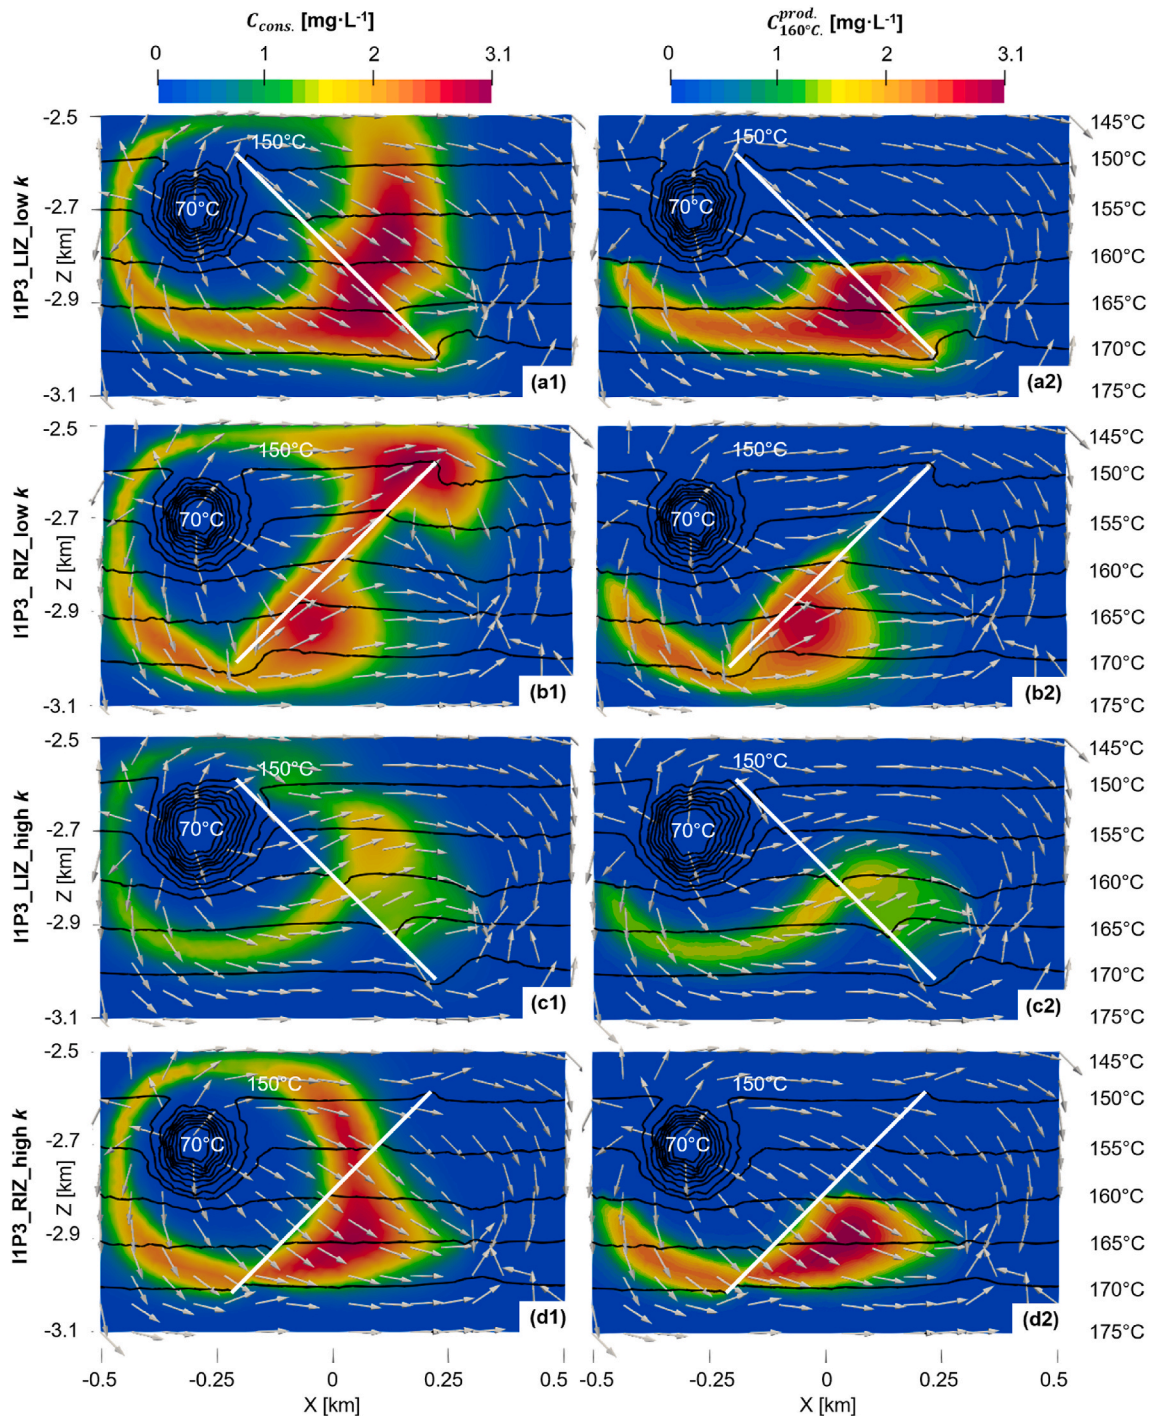 C_cons. [mg·L-¹]
C^prod._160°C. [mg·L-¹]
0 1 2 3.1
0 1 2 3.1
I1P3_LIZ_low k
Z [km]
-2.5
-2.7
-2.9
-3.1
150°C
70°C
(a1)
150°C
70°C
(a2)
145°C
150°C
155°C
160°C
165°C
170°C
175°C
I1P3_RIZ_low k
Z [km]
-2.5
-2.7
-2.9
-3.1
150°C
70°C
(b1)
150°C
70°C
(b2)
145°C
150°C
155°C
160°C
165°C
170°C
175°C
I1P3_LIZ_high k
Z [km]
-2.5
-2.7
-2.9
-3.1
150°C
70°C
(c1)
150°C
70°C
(c2)
145°C
150°C
155°C
160°C
165°C
170°C
175°C
I1P3_RIZ_high k
Z [km]
-2.5
-2.7
-2.9
-3.1
150°C
70°C
(d1)
150°C
70°C
(d2)
145°C
150°C
155°C
160°C
165°C
170°C
175°C
-0.5 -0.25 0 0.25 0.5
-0.5 -0.25 0 0.25 0.5
X [km]
X [km]